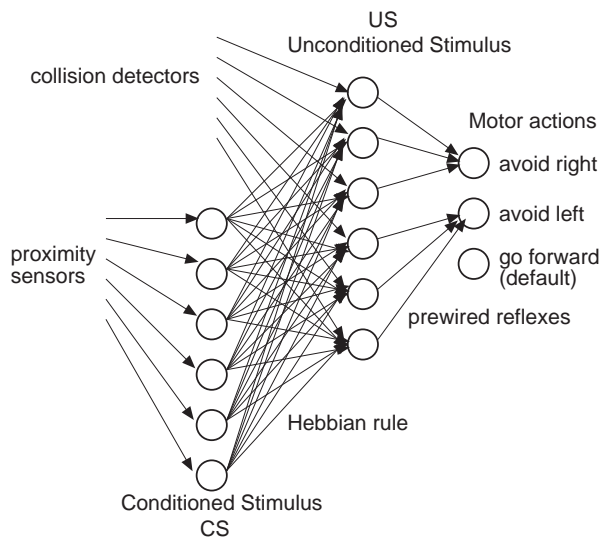 US
Unconditioned Stimulus
collision detectors
Motor actions
avoid right
avoid left
go forward
(default)
proximity
sensors
prewired reflexes
Hebbian rule
Conditioned Stimulus
CS